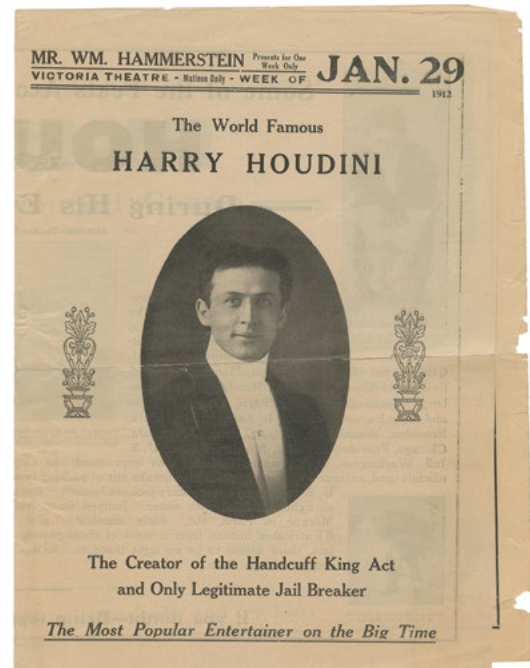 MR. WM. HAMMERSTEIN Presents for One Week Only
VICTORIA THEATRE - Matinee Daily - WEEK OF JAN. 29
1912
The World Famous
HARRY HOUDINI
The Creator of the Handcuff King Act
and Only Legitimate Jail Breaker
The Most Popular Entertainer on the Big Time